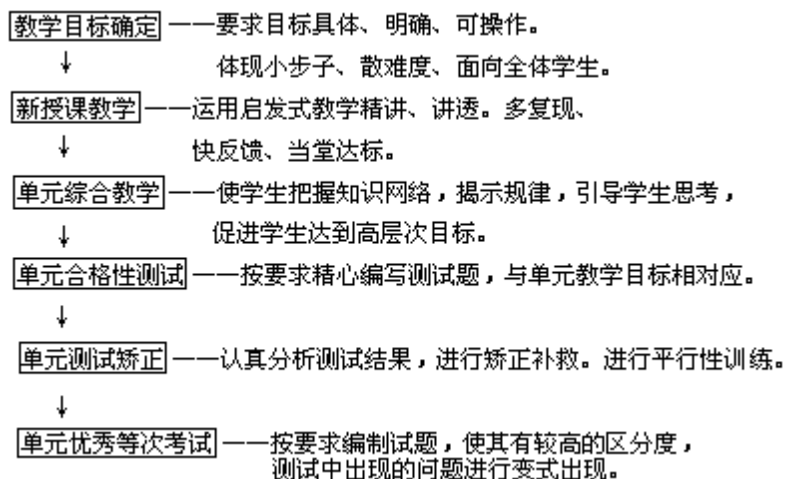 教学目标确定——要求目标具体、明确、可操作。
体现小步子、散难度、面向全体学生。
新授课教学——运用启发式教学精讲、讲透。多复现、
快反馈、当堂达标。
单元综合教学——使学生把握知识网络，揭示规律，引导学生思考，
促进学生达到高层次目标。
单元合格性测试——按要求精心编写测试题，与单元教学目标相对应。
单元测试矫正——认真分析测试结果，进行矫正补救。进行平行性训练。
单元优秀等次考试——按要求编制试题，使其有较高的区分度，
测试中出现的问题进行变式出现。